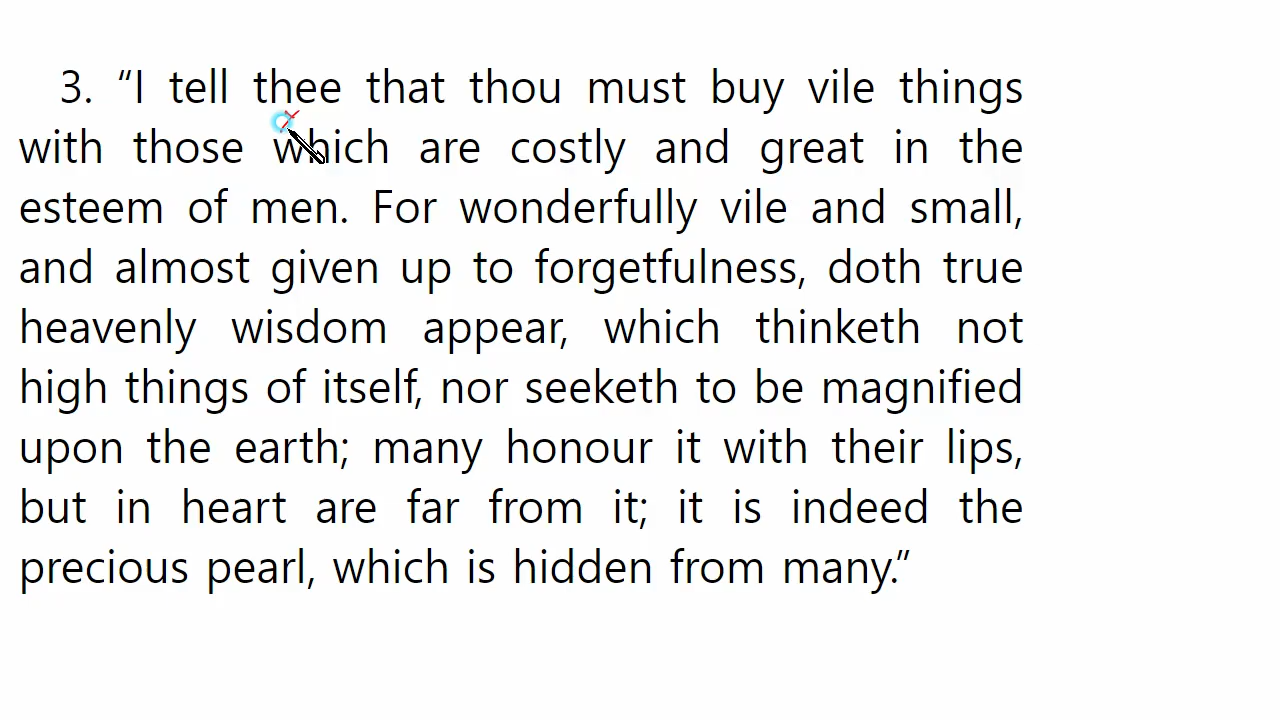 3. “I tell thee that thou must buy vile things
with those which are costly and great in the
esteem of men. For wonderfully vile and small,
and almost given up to forgetfulness, doth true
heavenly wisdom appear, which thinketh not
high things of itself, nor seeketh to be magnified
upon the earth; many honour it with their lips,
but in heart are far from it; it is indeed the
precious pearl, which is hidden from many.”